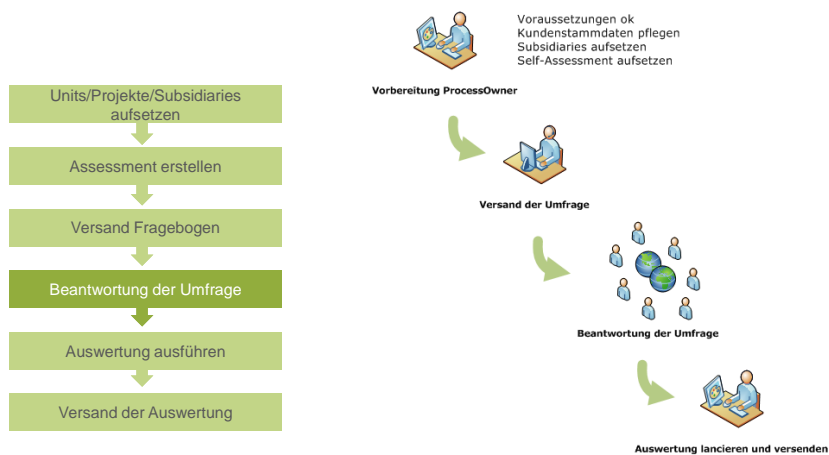 Units/Projekte/Subsidiaries
aufsetzen
Assessment erstellen
Versand Fragebogen
Beantwortung der Umfrage
Auswertung ausführen
Versand der Auswertung
Voraussetzungen ok
Kundenstammdaten pflegen
Subsidiaries aufsetzen
Self-Assessment aufsetzen
Vorbereitung ProcessOwner
Versand der Umfrage
Beantwortung der Umfrage
Auswertung lancieren und versenden